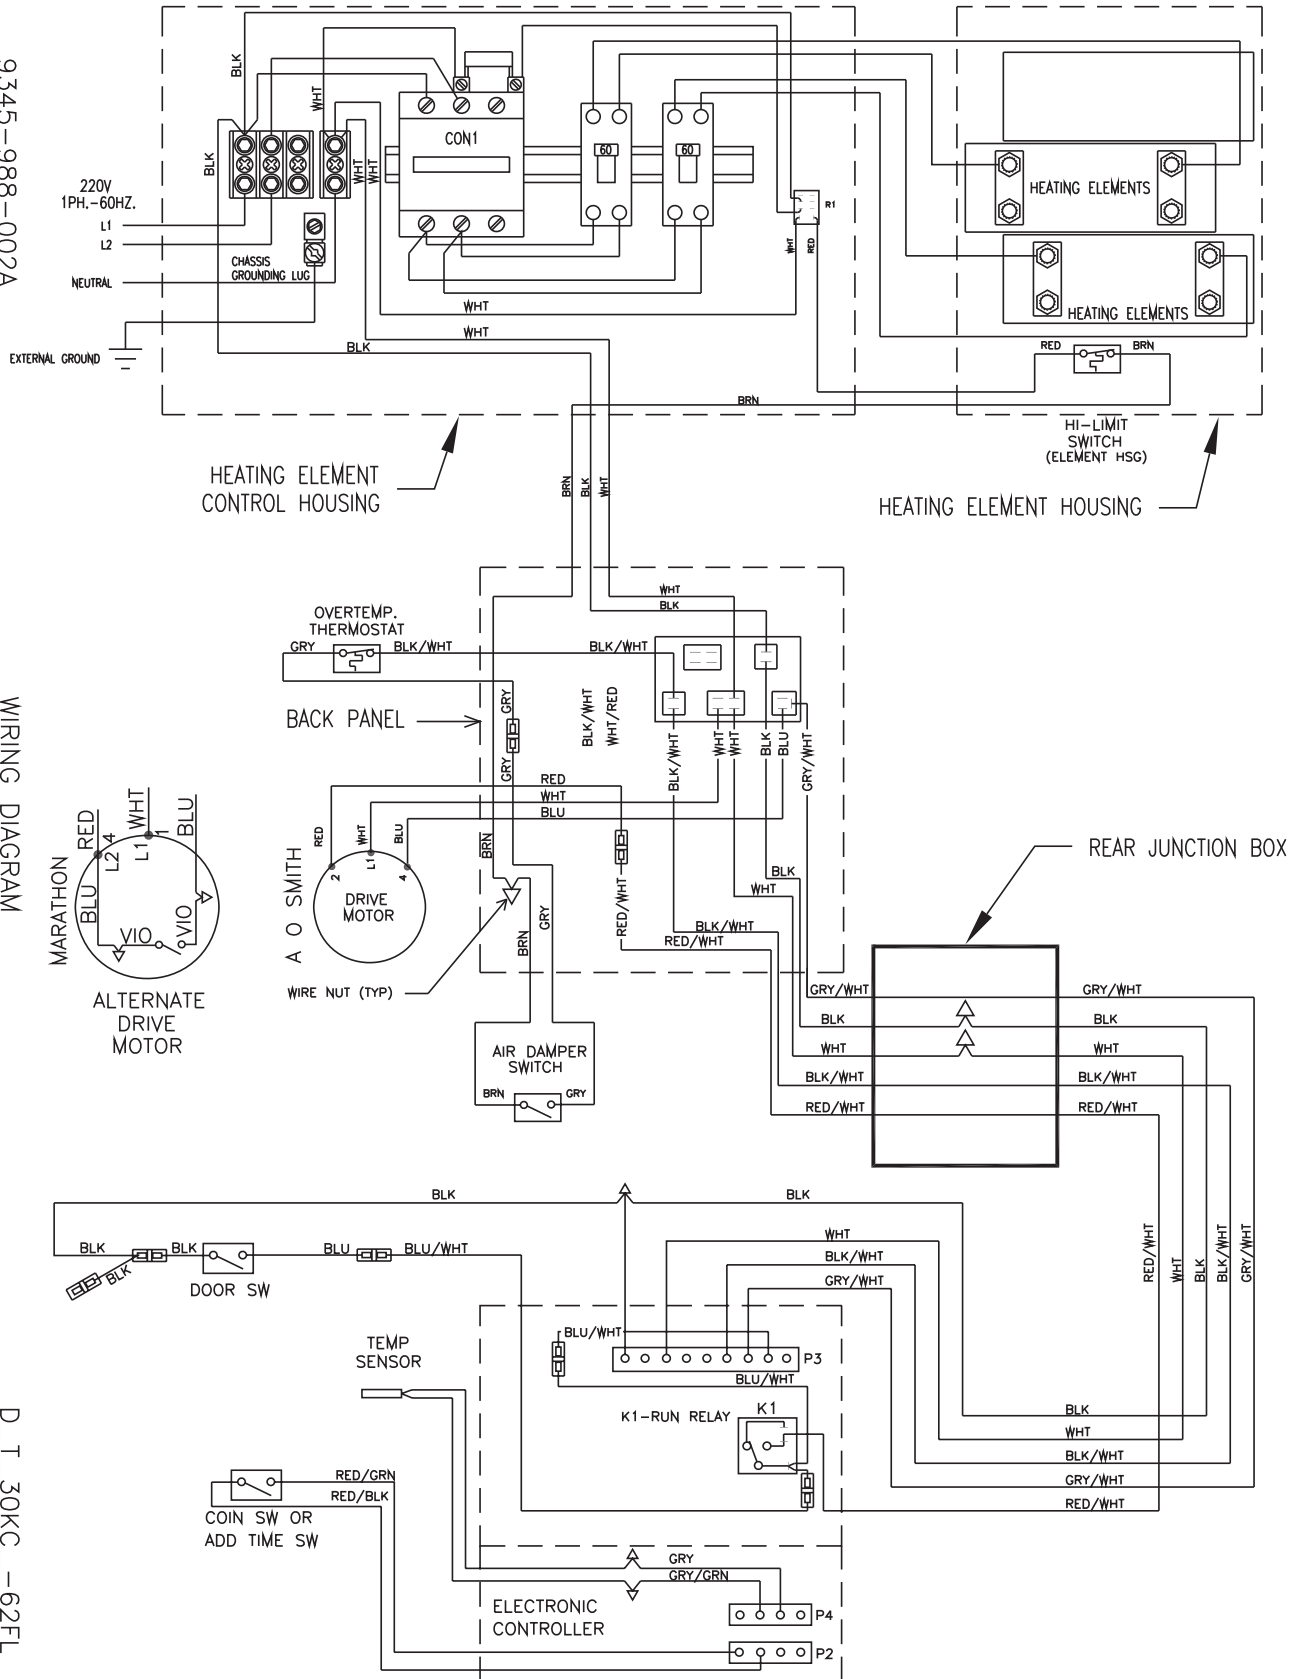 9345-988-002A
WIRING DIAGRAM
D T 30KC -62FL
BLK
WHT
BLK
WHT
WHT
CON1
60
60
220V
1PH.-60HZ.
L1
L2
NEUTRAL
CHASSIS
GROUNDING LUG
EXTERNAL GROUND
R1
WHT
RED
WHT
WHT
BLK
BRN
HEATING ELEMENTS
HEATING ELEMENTS
RED
BRN
HI-LIMIT
SWITCH
(ELEMENT HSG)
HEATING ELEMENT
CONTROL HOUSING
HEATING ELEMENT HOUSING
BRN
BLK
WHT
WHT
BLK
OVERTEMP.
THERMOSTAT
GRY
BLK/WHT
BLK/WHT
BACK PANEL
GRY
GRY
BLK/WHT
WHT/RED
BLK/WHT
WHT
WHT
BLK
BLU
GRY/WHT
RED
WHT
BLU
RED
WHT
BLU
2
L1
4
DRIVE
MOTOR
A O SMITH
BRN
RED/WHT
BLK
WHT
BLK/WHT
RED/WHT
BRN
GRY
WIRE NUT (TYP)
MARATHON
RED
4
L2
WHT
1
L1
BLU
BLU
VIO
VIO
ALTERNATE
DRIVE
MOTOR
AIR DAMPER
SWITCH
BRN
GRY
REAR JUNCTION BOX
GRY/WHT
GRY/WHT
BLK
BLK
WHT
WHT
BLK/WHT
BLK/WHT
RED/WHT
RED/WHT
BLK
BLK
BLK
BLK
BLK
DOOR SW
BLU
BLU/WHT
WHT
BLK/WHT
GRY/WHT
RED/WHT
WHT
BLK
BLK/WHT
GRY/WHT
TEMP
SENSOR
BLU/WHT
P3
BLU/WHT
K1-RUN RELAY
K1
BLK
WHT
BLK/WHT
GRY/WHT
RED/WHT
RED/GRN
RED/BLK
COIN SW OR
ADD TIME SW
GRY
GRY/GRN
ELECTRONIC
CONTROLLER
P4
P2